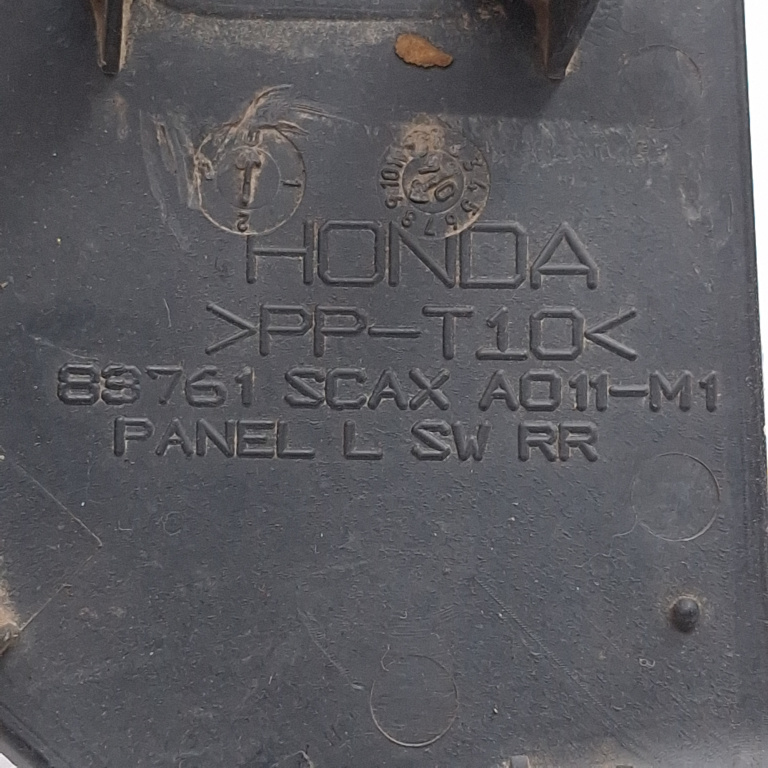 HONDA
>PP-T10<
83761 SCAX A011-M1
PANEL L SW RR